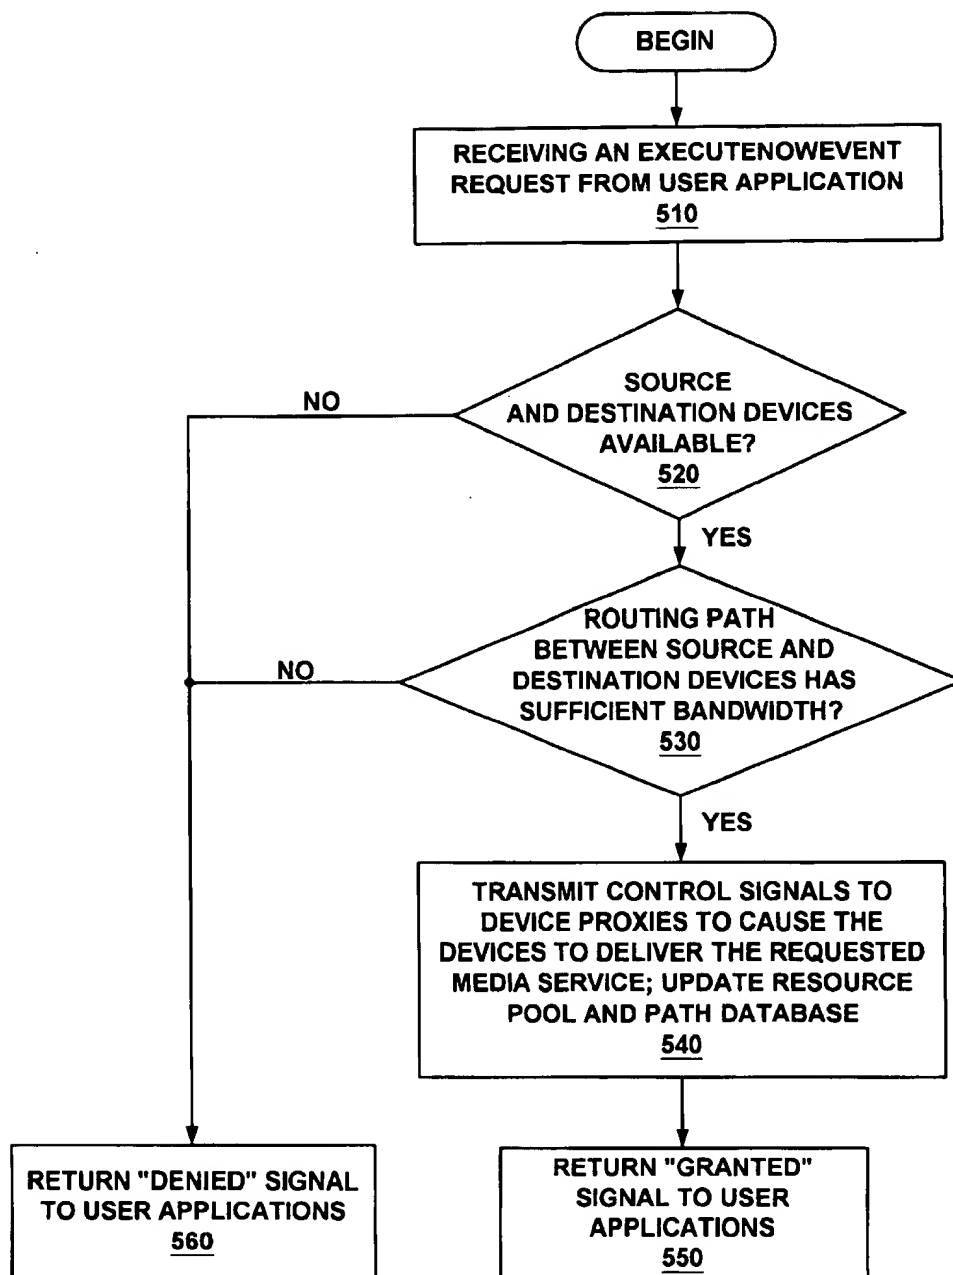 BEGIN
RECEIVING AN EXECUTENOWEVENT
REQUEST FROM USER APPLICATION
510
SOURCE
AND DESTINATION DEVICES
AVAILABLE?
520
NO
YES
ROUTING PATH
BETWEEN SOURCE AND
DESTINATION DEVICES HAS
SUFFICIENT BANDWIDTH?
530
NO
YES
TRANSMIT CONTROL SIGNALS TO
DEVICE PROXIES TO CAUSE THE
DEVICES TO DELIVER THE REQUESTED
MEDIA SERVICE; UPDATE RESOURCE
POOL AND PATH DATABASE
540
RETURN "DENIED" SIGNAL
TO USER APPLICATIONS
560
RETURN "GRANTED"
SIGNAL TO USER
APPLICATIONS
550